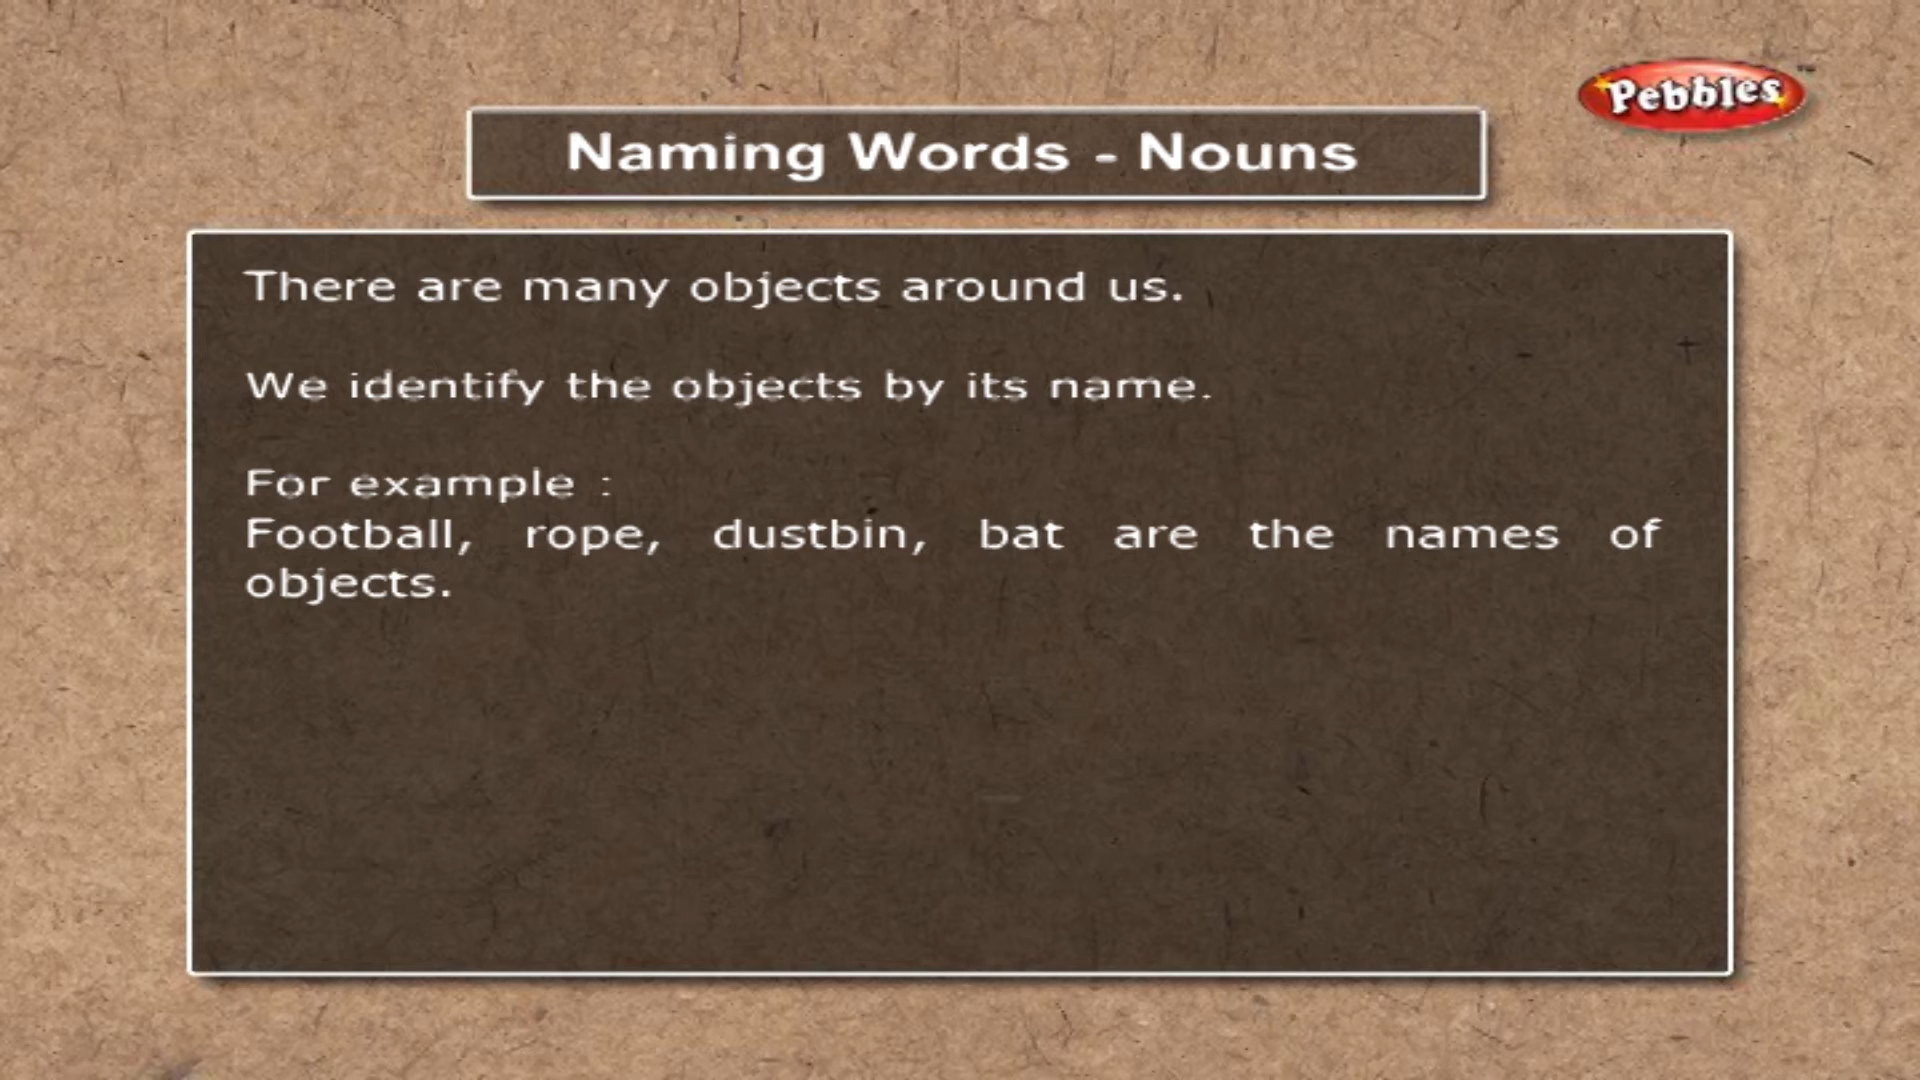 Pebbles
Naming Words - Nouns
There are many objects around us.
We identify the objects by its name.
For example :
Football, rope, dustbin, bat are the names of
objects.